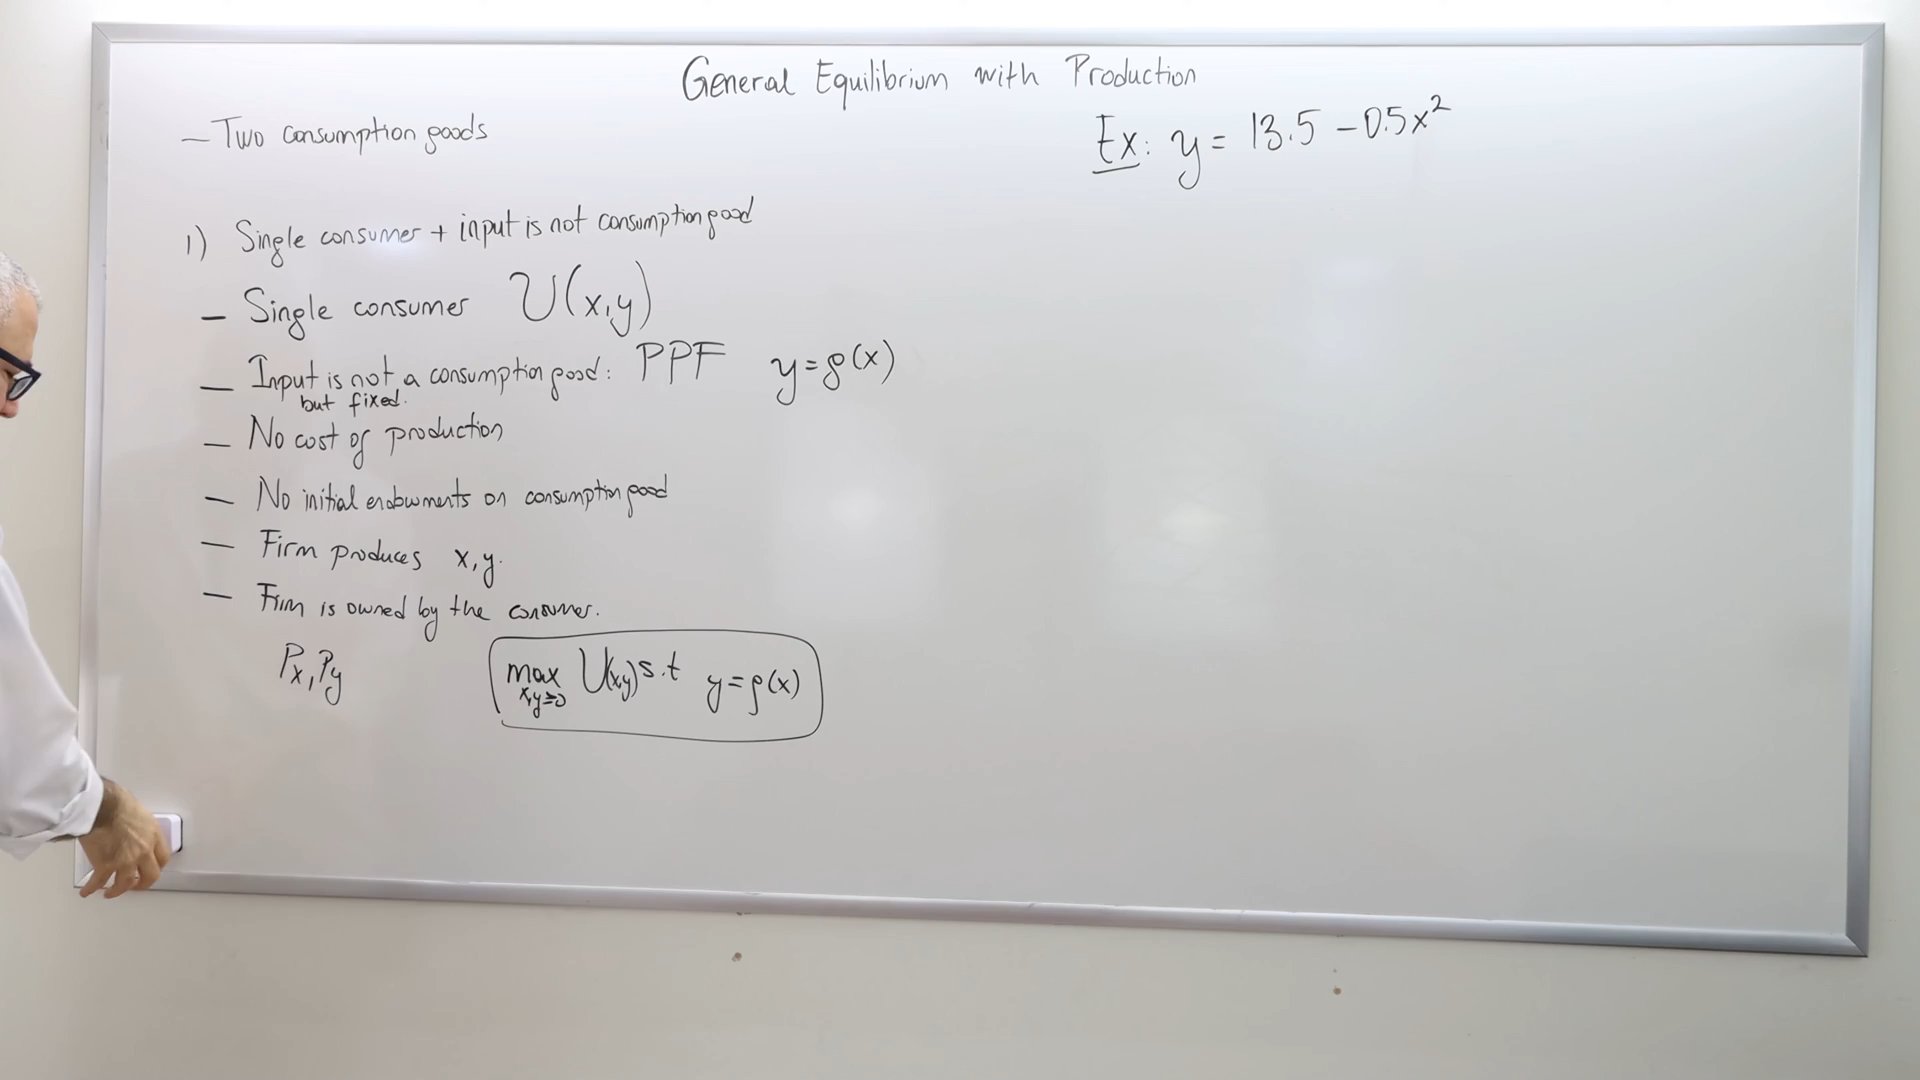 General Equilibrium with Production
— Two consumption goods
Ex: y = 13.5 - 0.5x²
1) Single consumer + input is not consumption good
— Single consumer U(x,y)
— Input is not a consumption good: PPF y=g(x)
but fixed.
— No cost of production
— No initial endowments on consumption good
— Firm produces x,y.
— Firm is owned by the consumer.
Px, Py
max U(x,y) s.t y=g(x)
x,y≥0